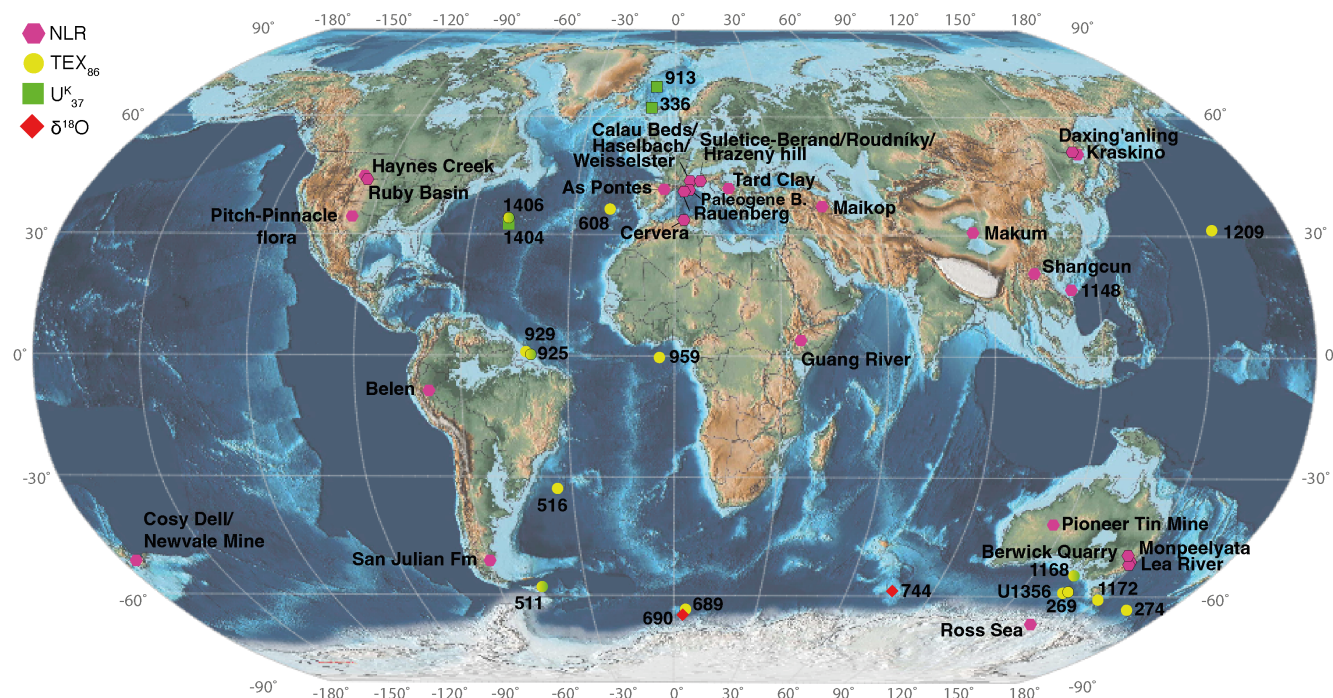 -180° -150° -120° -90° -60° -30° 0° 30° 60° 90° 120° 150° 180°
90° 90°
NLR
TEX86
UK37
δ18O
913
336
60° 60°
Calau Beds/
Haselbach/
Weisselster
Suletice-Berand/Roudníky/
Hrazený hill
Daxing'anling
Kraskino
Haynes Creek
Ruby Basin
As Pontes
Tard Clay
Paleogene B.
Rauenberg
Maikop
Pitch-Pinnacle
flora
1406
1404
608
Cervera
Makum
1209
30° 30°
Shangcun
1148
929
925
959
Guang River
0° 0
Belen
-30° -30°
516
Cosy Dell/
Newvale Mine
Pioneer Tin Mine
San Julian Fm
Berwick Quarry
Monpeelyata
Lea River
1168
U1356
269
1172
274
511
690
689
744
-60° -60°
Ross Sea
-90° -90°
-180° -150° -120° -90° -60° -30° 0° 30° 60° 90° 120° 150° 180°